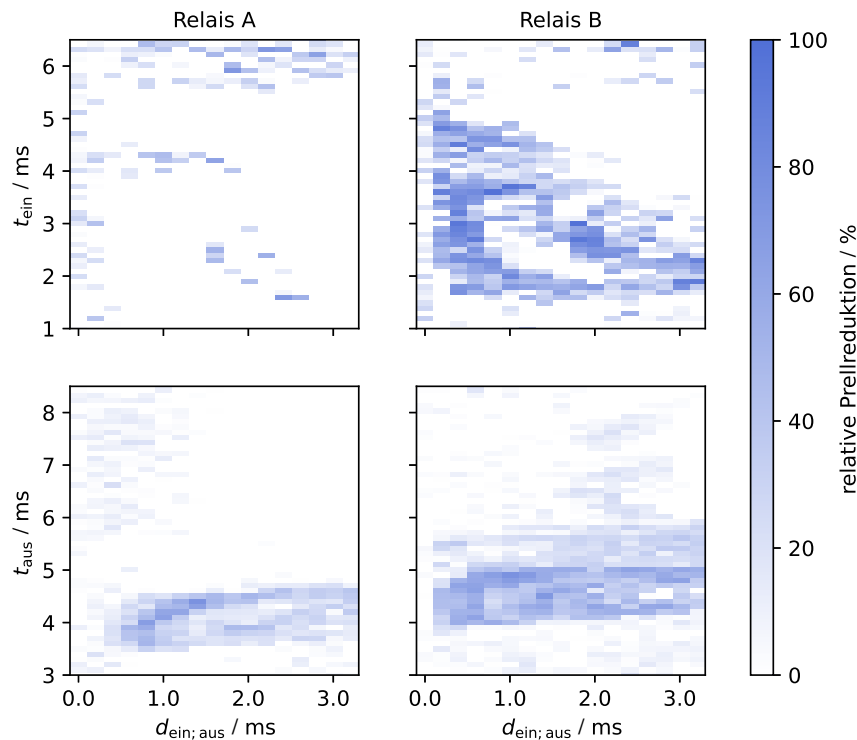 Relais A
Relais B
6
5
4
3
2
1
t_ein / ms
8
7
6
5
4
3
t_aus / ms
0.0 1.0 2.0 3.0
0.0 1.0 2.0 3.0
d_ein; aus / ms
d_ein; aus / ms
100
80
60
40
20
0
relative Prellreduktion / %